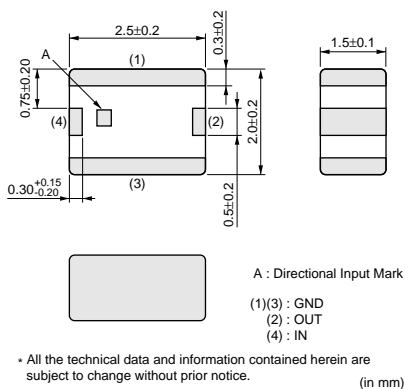 2.5±0.2
0.3±0.2
1.5±0.1
A
(1)
0.75±0.20
(4)
(2)
2.0±0.2
(3)
0.30+0.15-0.20
0.5±0.2
A : Directional Input Mark
(1)(3) : GND
(2) : OUT
(4) : IN
* All the technical data and information contained herein are
subject to change without prior notice.
(in mm)